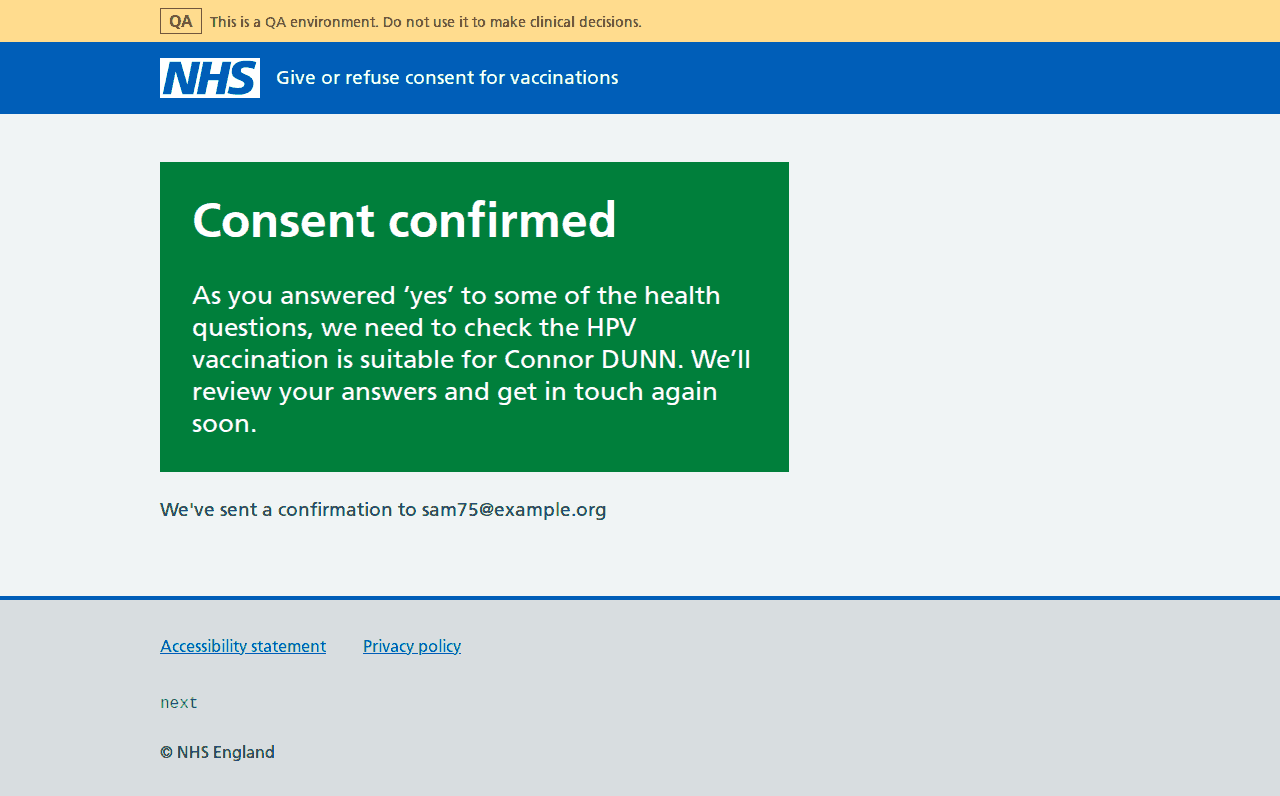 QA This is a QA environment. Do not use it to make clinical decisions.
NHS Give or refuse consent for vaccinations
Consent confirmed
As you answered ‘yes’ to some of the health
questions, we need to check the HPV
vaccination is suitable for Connor DUNN. We’ll
review your answers and get in touch again
soon.
We've sent a confirmation to sam75@example.org
Accessibility statement Privacy policy
next
© NHS England